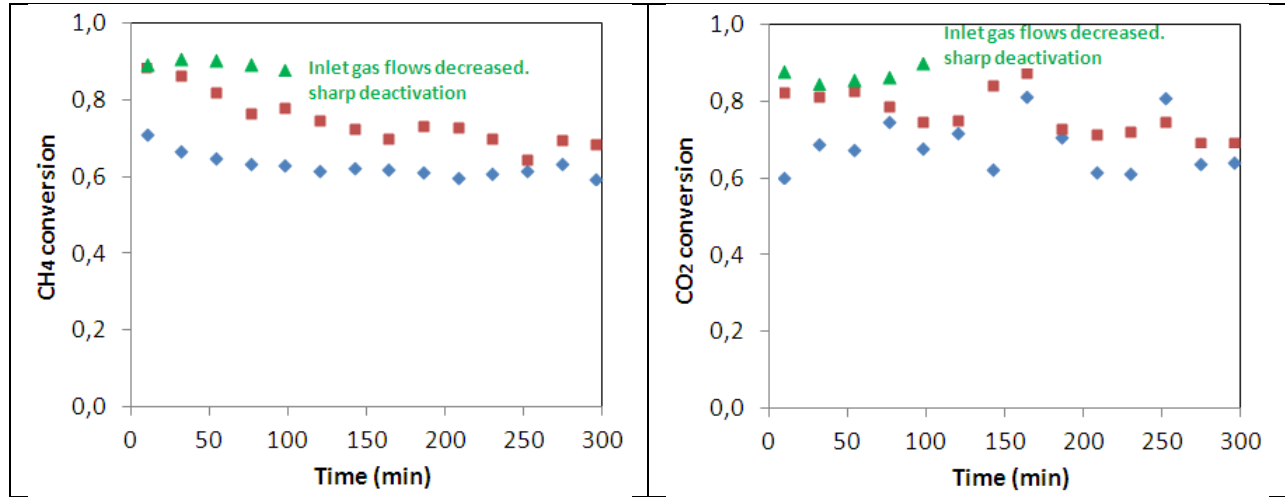 1,0
0,8
0,6
0,4
0,2
0,0
CH4 conversion
Inlet gas flows decreased.
sharp deactivation
0 50 100 150 200 250 300
Time (min)
1,0
0,8
0,6
0,4
0,2
0,0
CO2 conversion
Inlet gas flows decreased.
sharp deactivation
0 50 100 150 200 250 300
Time (min)